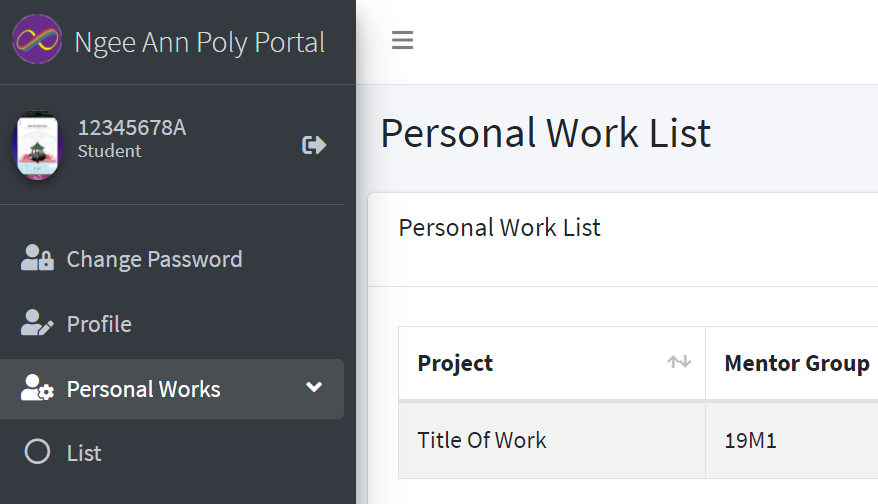 Ngee Ann Poly Portal
12345678A
Student
Change Password
Profile
Personal Works
List
Personal Work List
Personal Work List
Project Mentor Group
Title Of Work 19M1